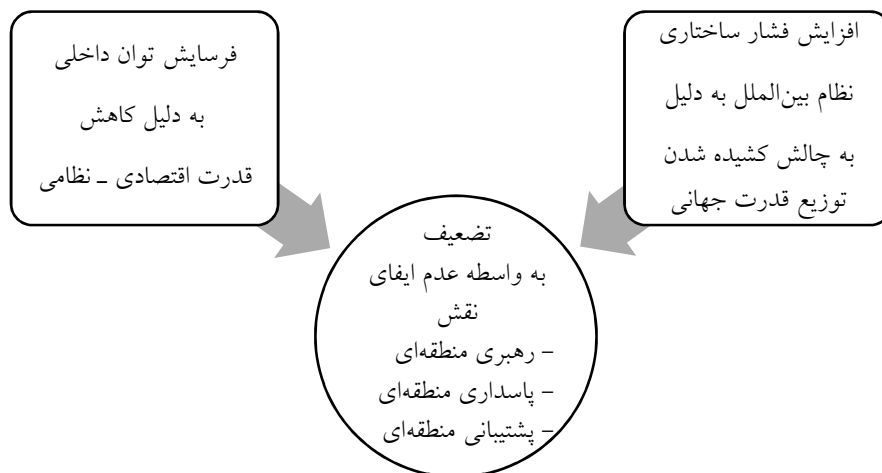 افزایش فشار ساختاری
نظام بین‌الملل به دلیل
به چالش کشیده شدن
توزیع قدرت جهانی
فرسایش توان داخلی
به دلیل کاهش
قدرت اقتصادی ـ نظامی
تضعیف
به واسطه عدم ایفای
نقش
- رهبری منطقه‌ای
- پاسداری منطقه‌ای
- پشتیبانی منطقه‌ای